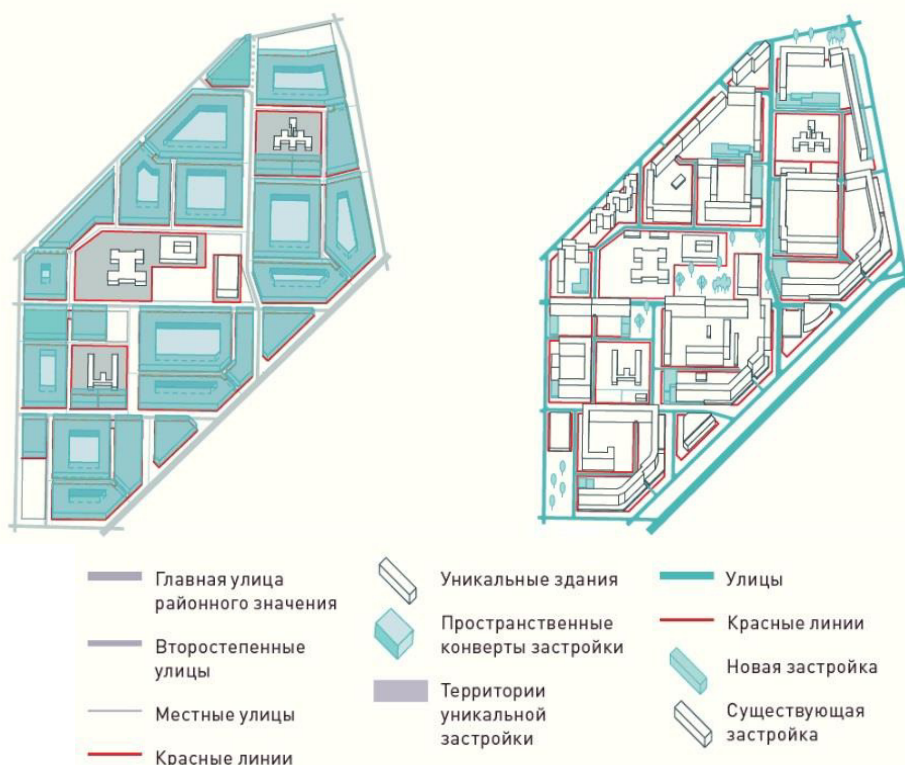 Главная улица
районного значения
Второстепенные
улицы
Местные улицы
Красные линии
Уникальные здания
Пространственные
конверты застройки
Территории
уникальной
застройки
Улицы
Красные линии
Новая застройка
Существующая
застройка